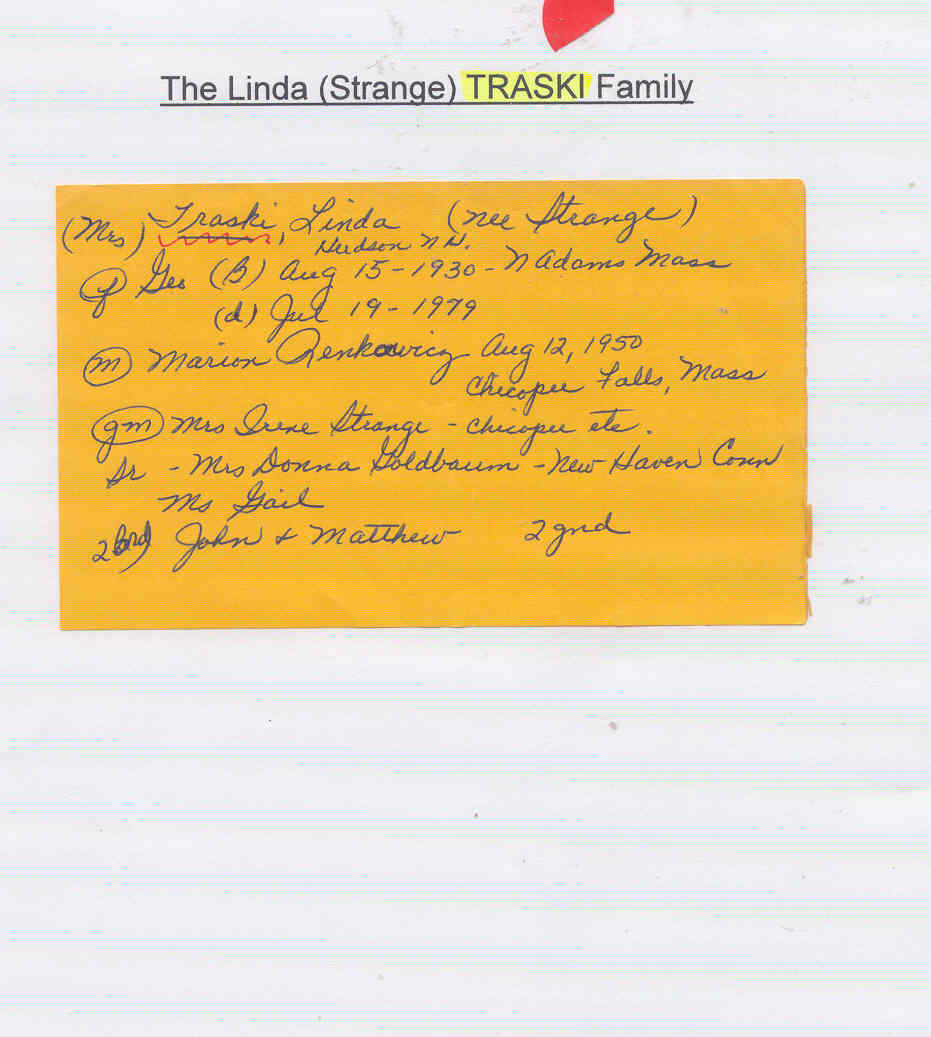 The Linda (Strange) TRASKI Family
(Mrs) Traski, Linda (nee Strange)
Hudson N H.
f Geo (B) Aug 15-1930 - N Adams Mass
(d) Jul 19-1979
m Marion Renkowicz Aug 12, 1950
Chicopee Falls, Mass
gm Mrs Irene Strange - Chicopee etc.
Sr - Mrs Donna Goldbaum - New Haven Conn
Ms Gail
2 brd) John & Matthew 2 gnd